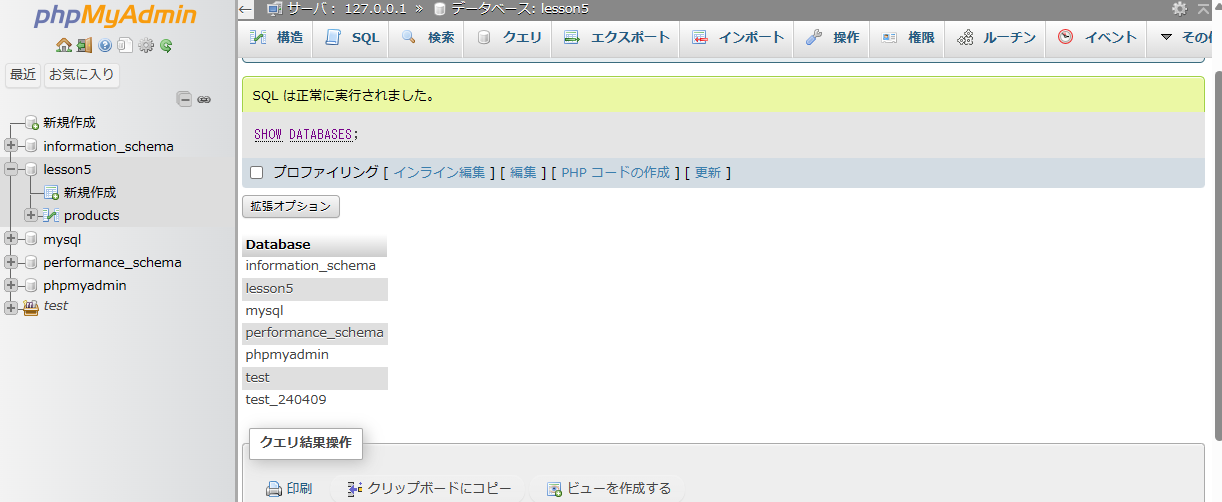 phpMyAdmin
最近 お気に入り
新規作成
information_schema
lesson5
新規作成
products
mysql
performance_schema
phpmyadmin
test
サーバ: 127.0.0.1 » データベース: lesson5
構造 SQL 検索 クエリ エクスポート インポート 操作 権限 ルーチン イベント その
SQL は正常に実行されました。
SHOW DATABASES;
プロファイリング [ インライン編集 ] [ 編集 ] [ PHP コードの作成 ] [ 更新 ]
拡張オプション
Database
information_schema
lesson5
mysql
performance_schema
phpmyadmin
test
test_240409
クエリ結果操作
印刷 クリップボードにコピー ビューを作成する